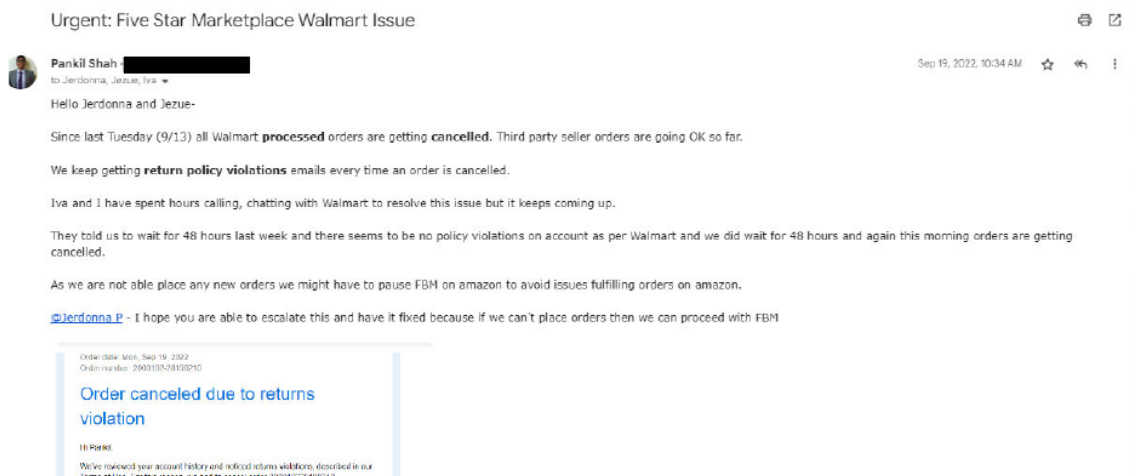 Urgent: Five Star Marketplace Walmart Issue
Pankil Shah -
Sep 19, 2022, 10:34 AM
to Jerdonna, Jezue, Iva
Hello Jerdonna and Jezue-
Since last Tuesday (9/13) all Walmart processed orders are getting cancelled. Third party seller orders are going OK so far.
We keep getting return policy violations emails every time an order is cancelled.
Iva and I have spent hours calling, chatting with Walmart to resolve this issue but it keeps coming up.
They told us to wait for 48 hours last week and there seems to be no policy violations on account as per Walmart and we did wait for 48 hours and again this morning orders are getting
cancelled.
As we are not able place any new orders we might have to pause FBM on amazon to avoid issues fulfilling orders on amazon.
@Jerdonna P - I hope you are able to escalate this and have it fixed because if we can't place orders then we can proceed with FBM
Order date: Mon, Sep 19, 2022
Order number:
Order canceled due to returns
violation
Hi Pankil,
We've reviewed your account history and noticed returns violations, described in our